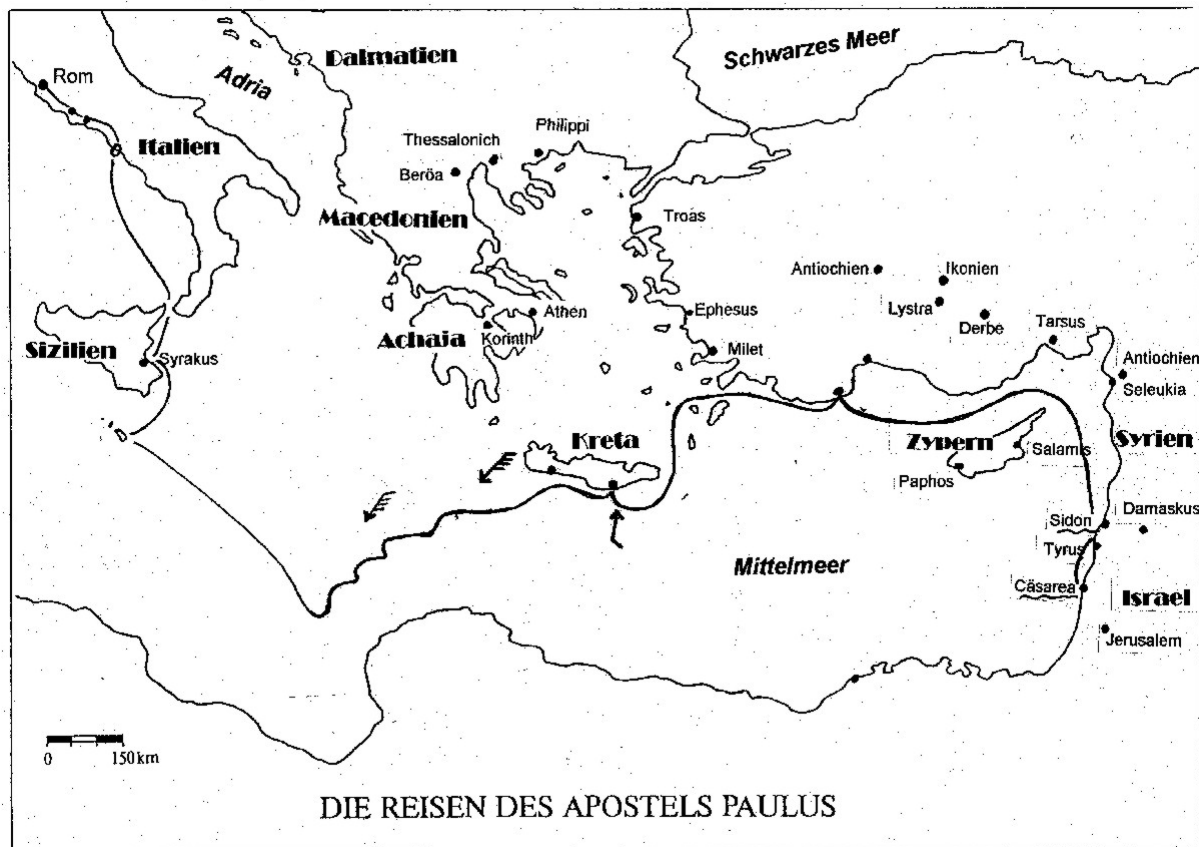 Schwarzes Meer
Dalmatien
Adria
Rom
Italien
Philippi
Thessalonich
Beröa
Macedonien
Troas
Antiochien
Ikonien
Lystra
Derbe
Tarsus
Ephesus
Athen
Korinth
Achaja
Milet
Sizilien
Syrakus
Antiochien
Seleukia
Kreta
Zypern
Salamis
Syrien
Paphos
Damaskus
Sidon
Tyrus
Mittelmeer
Cäsarea
Israel
Jerusalem
0 150km
DIE REISEN DES APOSTELS PAULUS